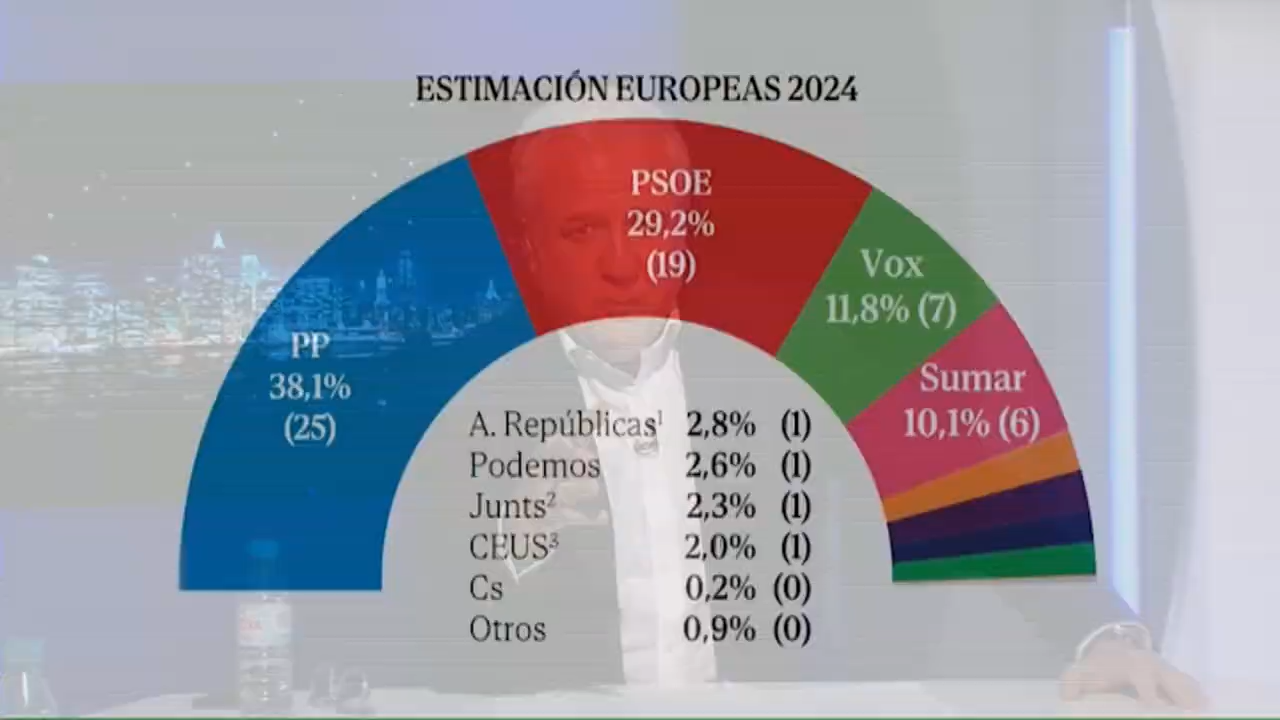 ESTIMACIÓN EUROPEAS 2024
PSOE
29,2%
(19)
Vox
11,8% (7)
PP
38,1%
(25)
Sumar
10,1% (6)
A. Repúblicas¹ 2,8% (1)
Podemos 2,6% (1)
Junts² 2,3% (1)
CEUS³ 2,0% (1)
Cs 0,2% (0)
Otros 0,9% (0)